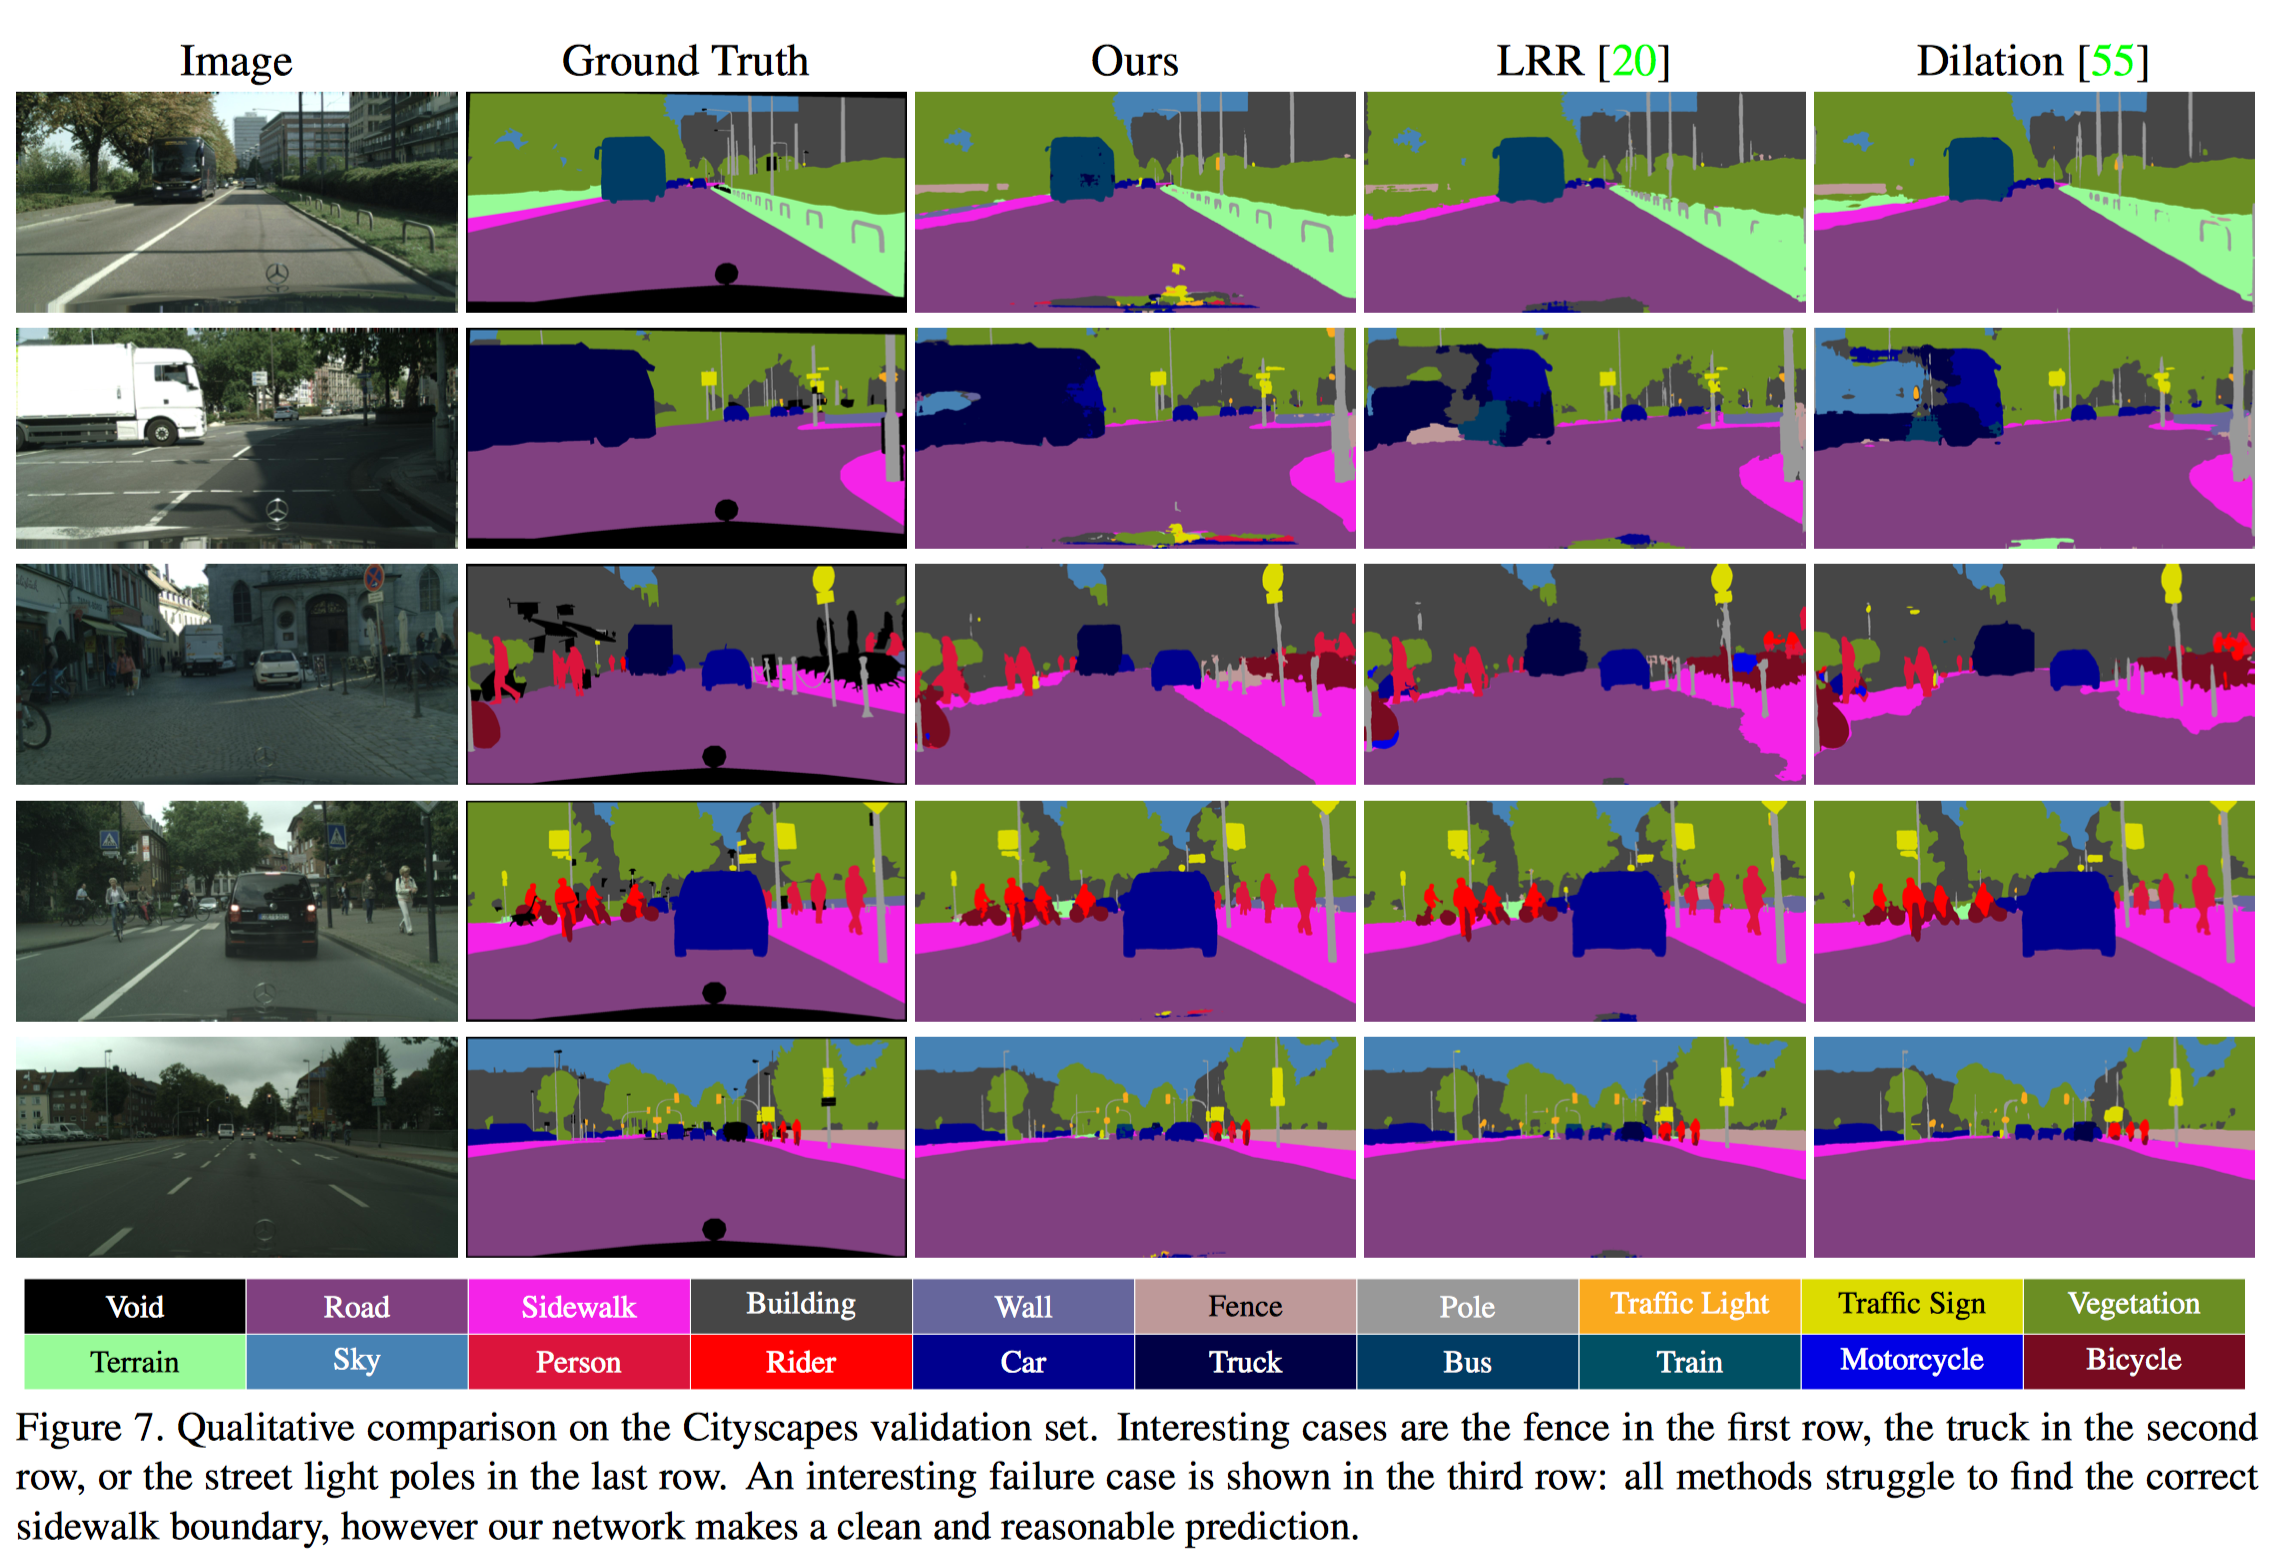 Image Ground Truth Ours LRR [20] Dilation [55]
Void Road Sidewalk Building Wall Fence Pole Traffic Light Traffic Sign Vegetation
Terrain Sky Person Rider Car Truck Bus Train Motorcycle Bicycle
Figure 7. Qualitative comparison on the Cityscapes validation set. Interesting cases are the fence in the first row, the truck in the second
row, or the street light poles in the last row. An interesting failure case is shown in the third row: all methods struggle to find the correct
sidewalk boundary, however our network makes a clean and reasonable prediction.